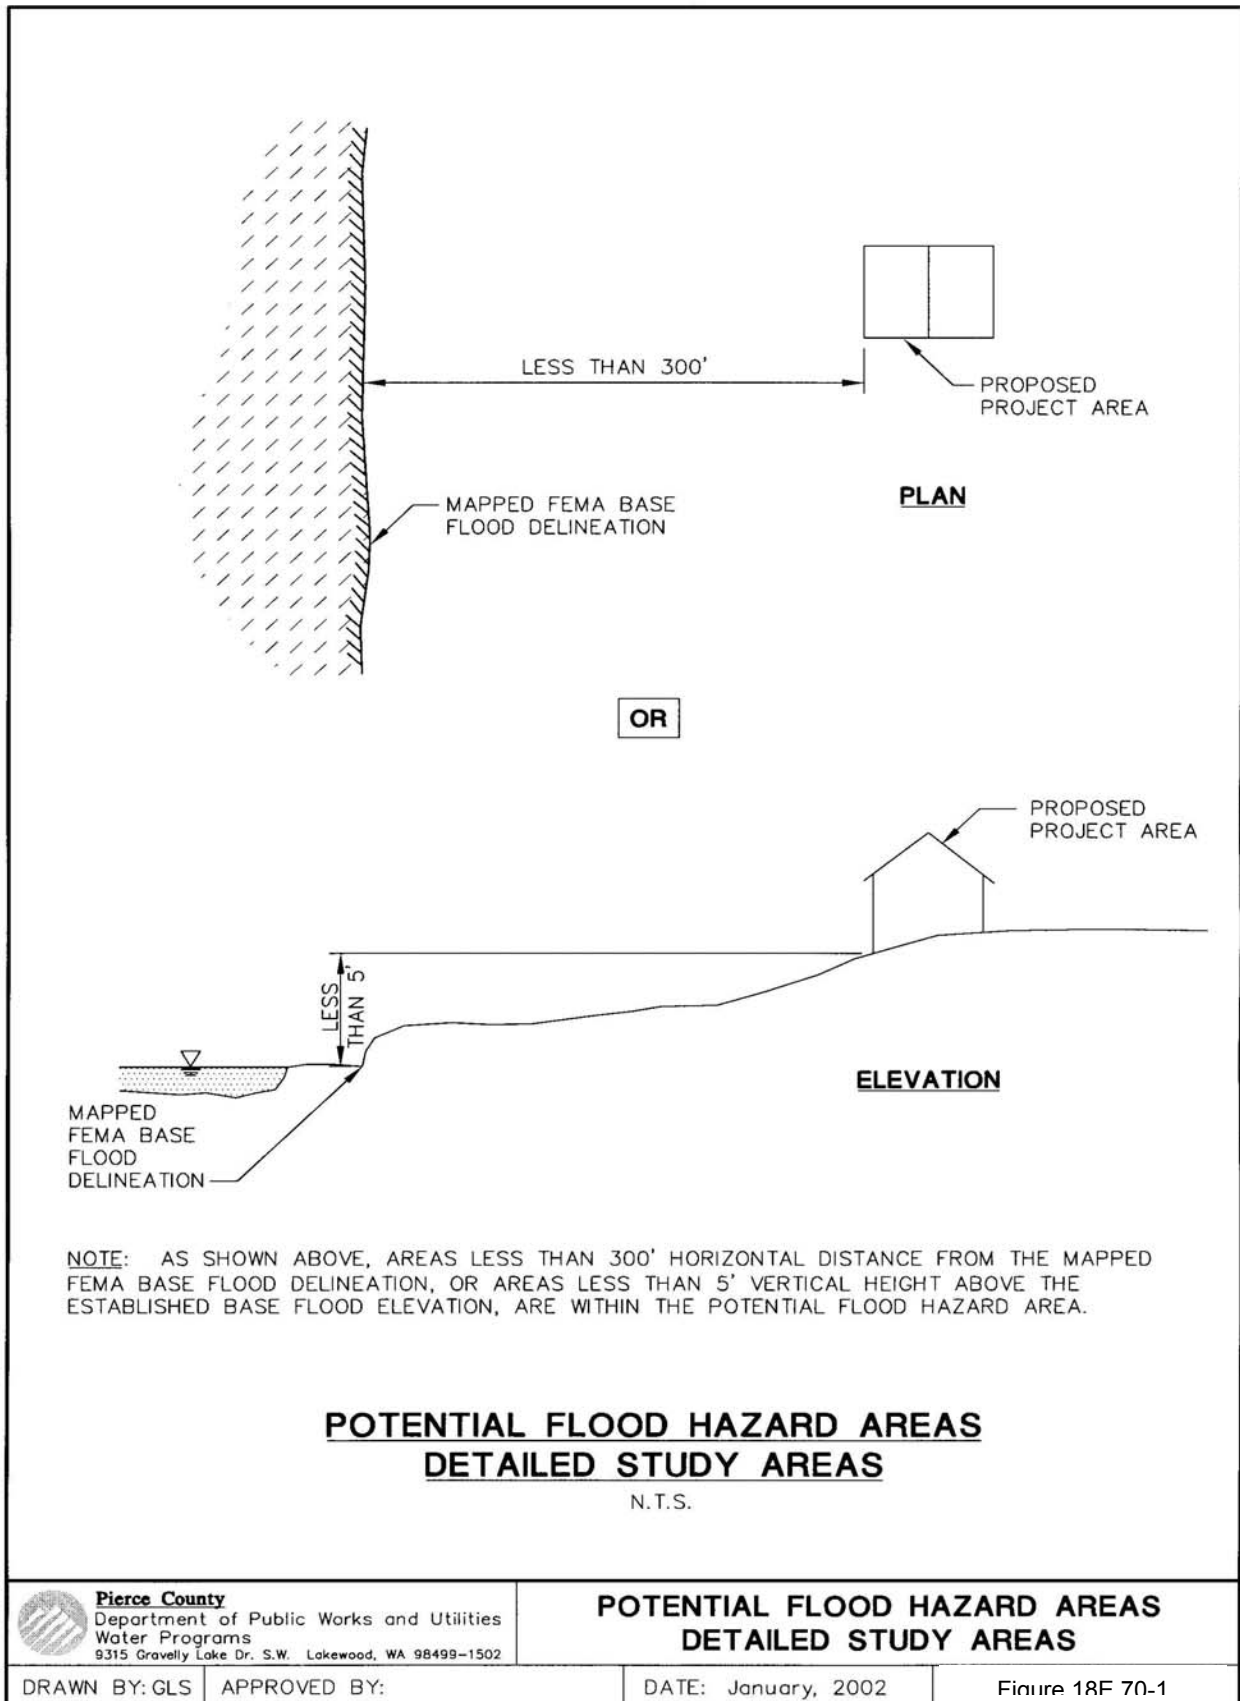 LESS THAN 300'
PROPOSED
PROJECT AREA
PLAN
MAPPED FEMA BASE
FLOOD DELINEATION
OR
PROPOSED
PROJECT AREA
LESS
THAN 5'
ELEVATION
MAPPED
FEMA BASE
FLOOD
DELINEATION
NOTE: AS SHOWN ABOVE, AREAS LESS THAN 300' HORIZONTAL DISTANCE FROM THE MAPPED
FEMA BASE FLOOD DELINEATION, OR AREAS LESS THAN 5' VERTICAL HEIGHT ABOVE THE
ESTABLISHED BASE FLOOD ELEVATION, ARE WITHIN THE POTENTIAL FLOOD HAZARD AREA.
POTENTIAL FLOOD HAZARD AREAS
DETAILED STUDY AREAS
N.T.S.
Pierce County
Department of Public Works and Utilities
Water Programs
9315 Gravelly Lake Dr. S.W. Lakewood, WA 98499-1502
POTENTIAL FLOOD HAZARD AREAS
DETAILED STUDY AREAS
DRAWN BY: GLS
APPROVED BY:
DATE: January, 2002
Figure 18E.70-1